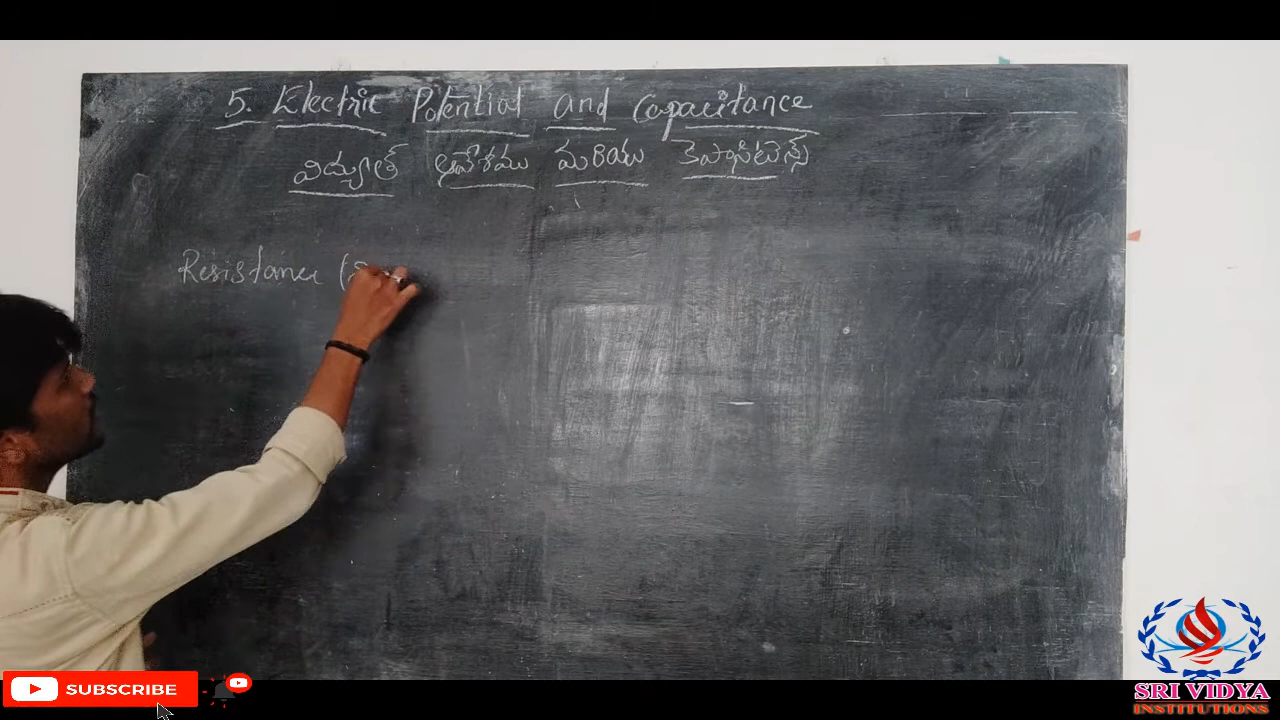 5. Electric Potential and Capacitance
విద్యుత్ ఆవేశము మరియు కెపాసిటెన్స్
Resistance (
SUBSCRIBE
SRI VIDYA
INSTITUTIONS